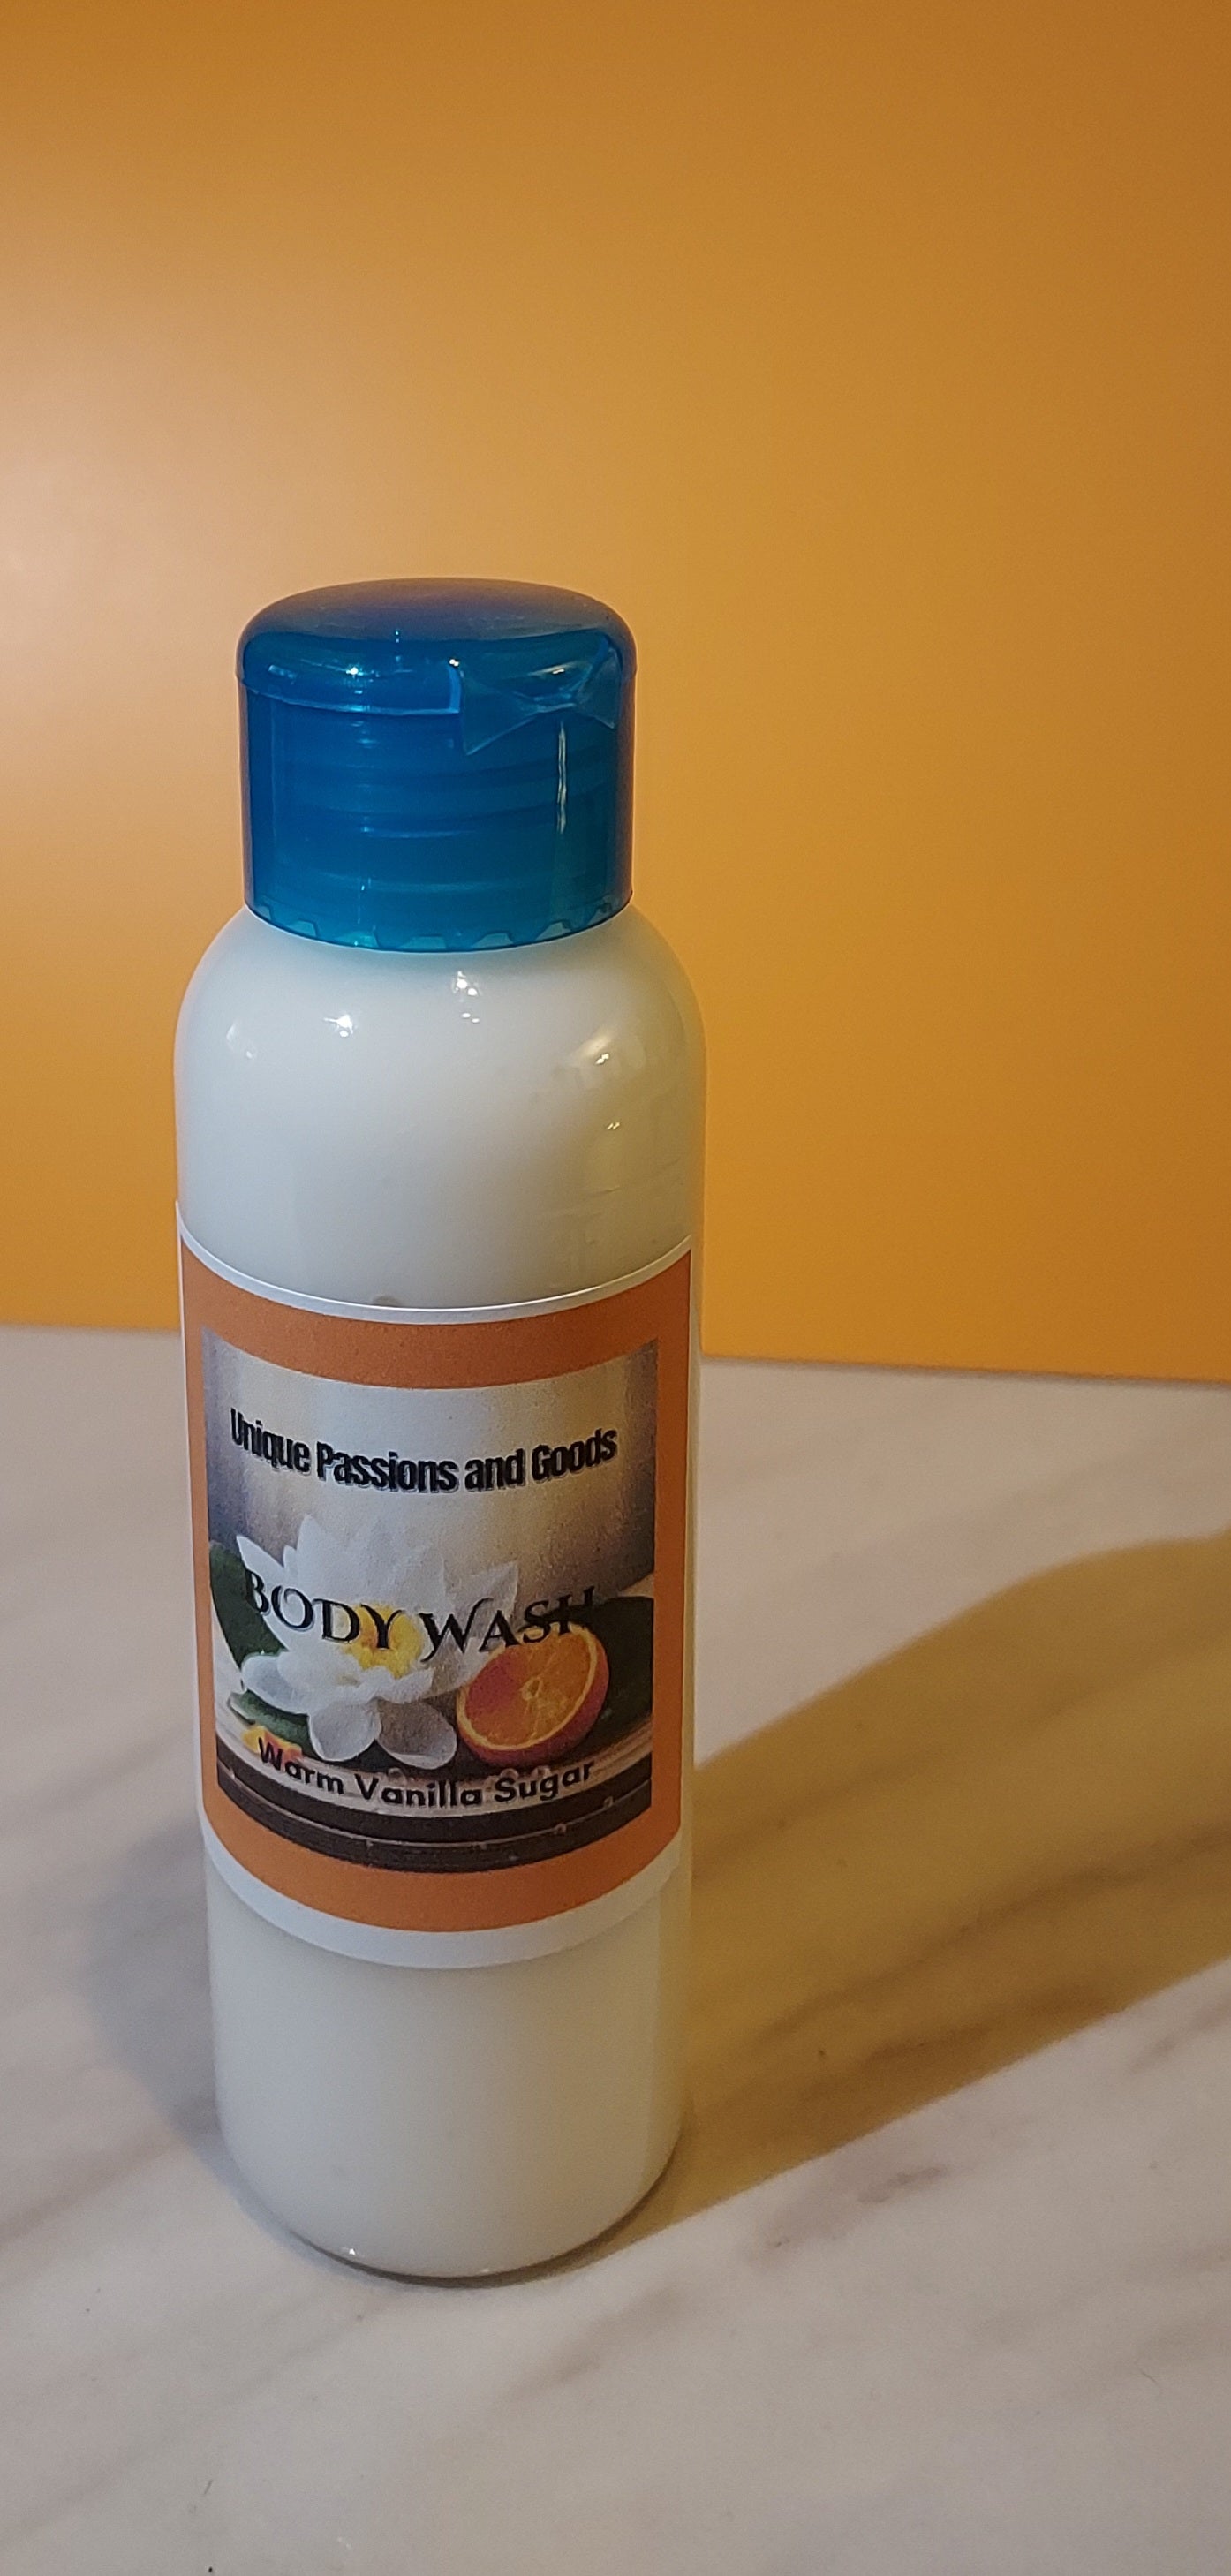 Unique Passions and Goods
BODY WASH
Warm Vanilla Sugar